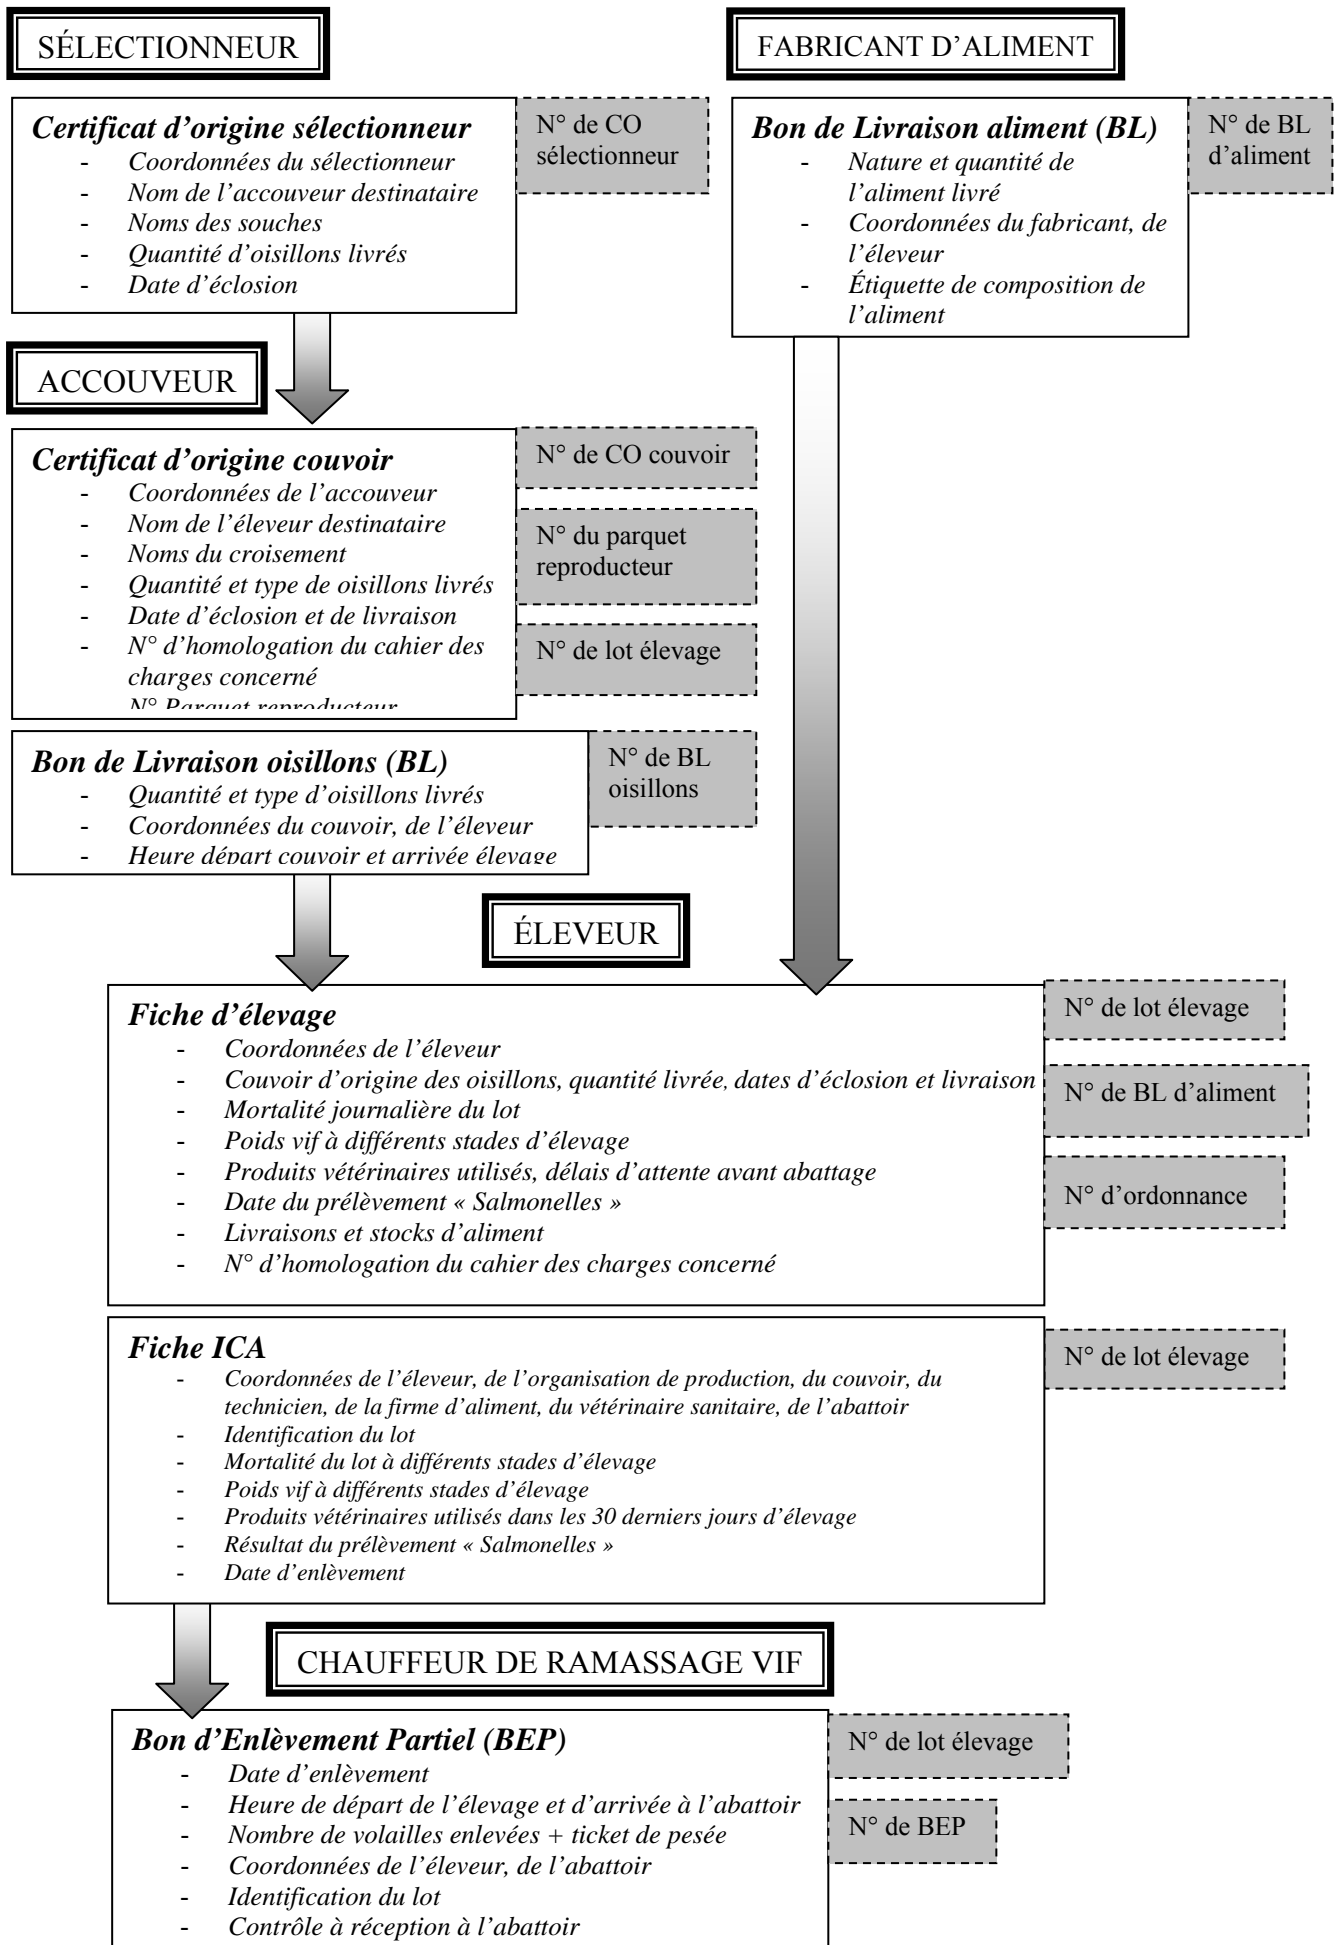 SÉLECTIONNEUR
FABRICANT D’ALIMENT
Certificat d’origine sélectionneur
- Coordonnées du sélectionneur
- Nom de l’accouveur destinataire
- Noms des souches
- Quantité d’oisillons livrés
- Date d’éclosion
N° de CO
sélectionneur
Bon de Livraison aliment (BL)
- Nature et quantité de
l’aliment livré
- Coordonnées du fabricant, de
l’éleveur
- Étiquette de composition de
l’aliment
N° de BL
d’aliment
ACCOUVEUR
Certificat d’origine couvoir
- Coordonnées de l’accouveur
- Nom de l’éleveur destinataire
- Noms du croisement
- Quantité et type de oisillons livrés
- Date d’éclosion et de livraison
- N° d’homologation du cahier des
charges concerné
N° Parquet reproducteur
N° de CO couvoir
N° du parquet
reproducteur
N° de lot élevage
Bon de Livraison oisillons (BL)
- Quantité et type d’oisillons livrés
- Coordonnées du couvoir, de l’éleveur
- Heure départ couvoir et arrivée élevage
N° de BL
oisillons
ÉLEVEUR
Fiche d’élevage
- Coordonnées de l’éleveur
- Couvoir d’origine des oisillons, quantité livrée, dates d’éclosion et livraison
- Mortalité journalière du lot
- Poids vif à différents stades d’élevage
- Produits vétérinaires utilisés, délais d’attente avant abattage
- Date du prélèvement « Salmonelles »
- Livraisons et stocks d’aliment
- N° d’homologation du cahier des charges concerné
N° de lot élevage
N° de BL d’aliment
N° d’ordonnance
Fiche ICA
- Coordonnées de l’éleveur, de l’organisation de production, du couvoir, du
technicien, de la firme d’aliment, du vétérinaire sanitaire, de l’abattoir
- Identification du lot
- Mortalité du lot à différents stades d’élevage
- Poids vif à différents stades d’élevage
- Produits vétérinaires utilisés dans les 30 derniers jours d’élevage
- Résultat du prélèvement « Salmonelles »
- Date d’enlèvement
N° de lot élevage
CHAUFFEUR DE RAMASSAGE VIF
Bon d’Enlèvement Partiel (BEP)
- Date d’enlèvement
- Heure de départ de l’élevage et d’arrivée à l’abattoir
- Nombre de volailles enlevées + ticket de pesée
- Coordonnées de l’éleveur, de l’abattoir
- Identification du lot
- Contrôle à réception à l’abattoir
N° de lot élevage
N° de BEP